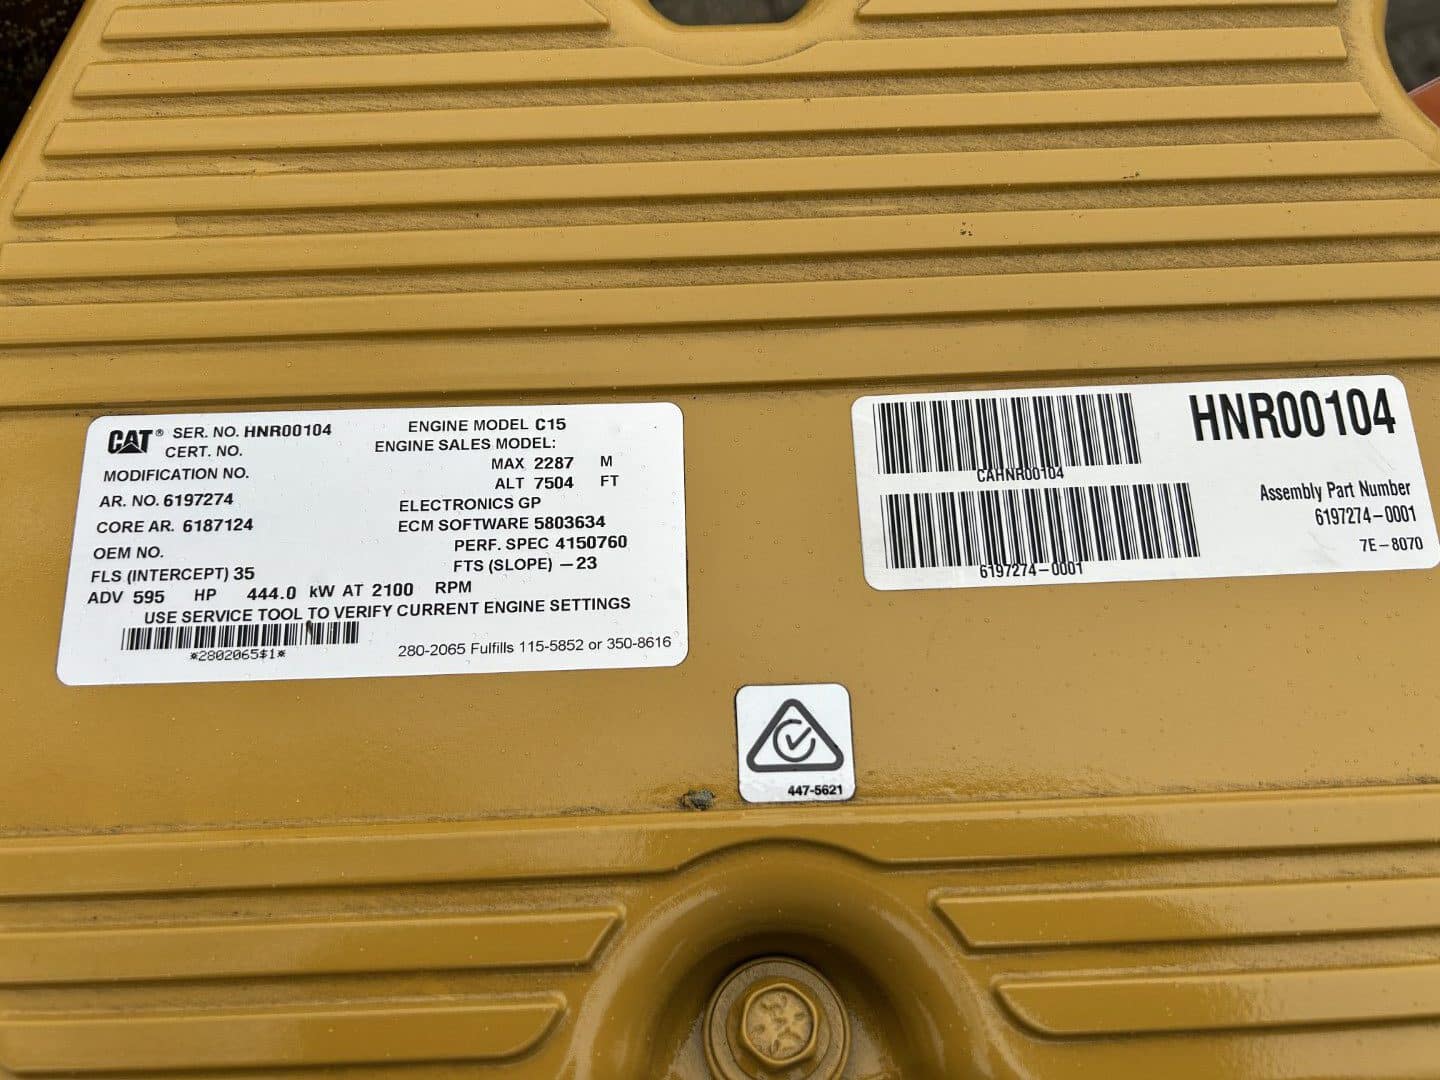 CAT® SER. NO. HNR00104 ENGINE MODEL C15
CERT. NO. ENGINE SALES MODEL:
MODIFICATION NO. MAX 2287 M
ALT 7504 FT
AR. NO. 6197274 ELECTRONICS GP
CORE AR. 6187124 ECM SOFTWARE 5803634
OEM NO. PERF. SPEC 4150760
FLS (INTERCEPT) 35 FTS (SLOPE) -23
ADV 595 HP 444.0 kW AT 2100 RPM
USE SERVICE TOOL TO VERIFY CURRENT ENGINE SETTINGS
*2802065$1* 280-2065 Fulfills 115-5852 or 350-8616
HNR00104
CAHNR00104
Assembly Part Number
6197274-0001
7E-8070
6197274-0001
447-5621